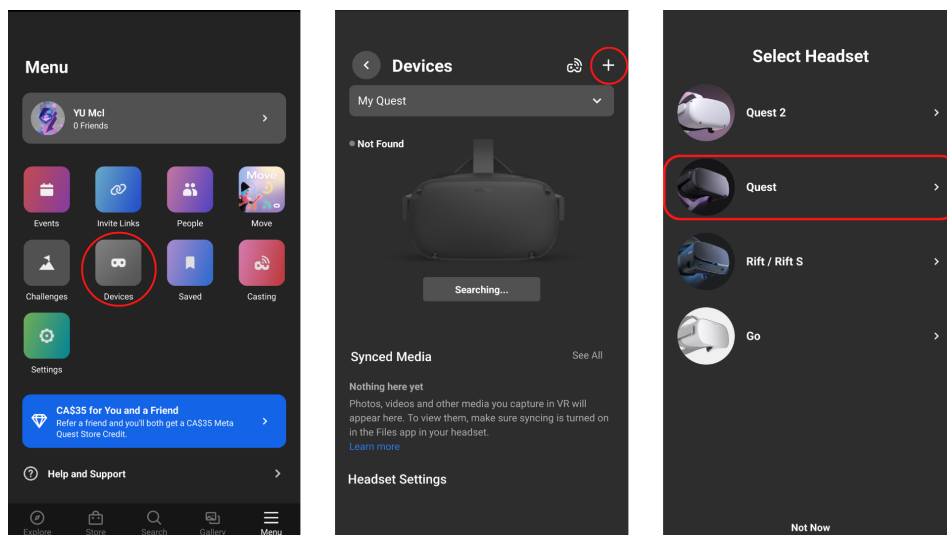 Menu
YU Mcl
0 Friends
Events
Invite Links
People
Move
Move
Challenges
Devices
Saved
Casting
Settings
CA$35 for You and a Friend
Refer a friend and you'll both get a CA$35 Meta
Quest Store Credit.
Help and Support
Explore
Store
Search
Gallery
Menu
Devices
My Quest
Not Found
Searching...
Synced Media
See All
Nothing here yet
Photos, videos and other media you capture in VR will
appear here. To view them, make sure syncing is turned on
in the Files app in your headset.
Learn more
Headset Settings
Select Headset
Quest 2
Quest
Rift / Rift S
Go
Not Now